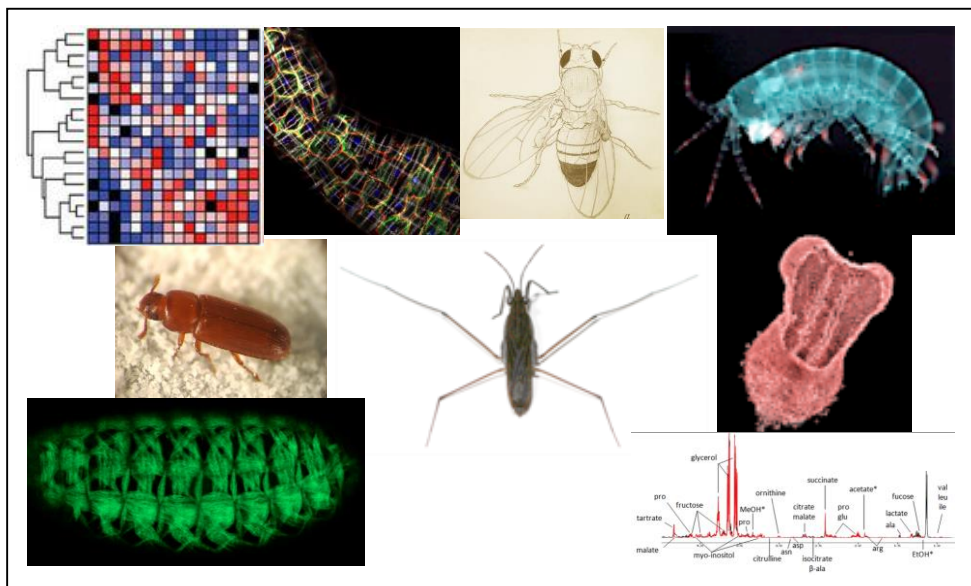 glycerol
succinate
ornithine
acetate*
fucose
val
leu
ile
pro
fructose
MeOH*
citrate
malate
pro
glu
lactate
ala
tartrate
pro
asp
asn
arg
malate
myo-inositol
citrulline
isocitrate
β-ala
EtOH*